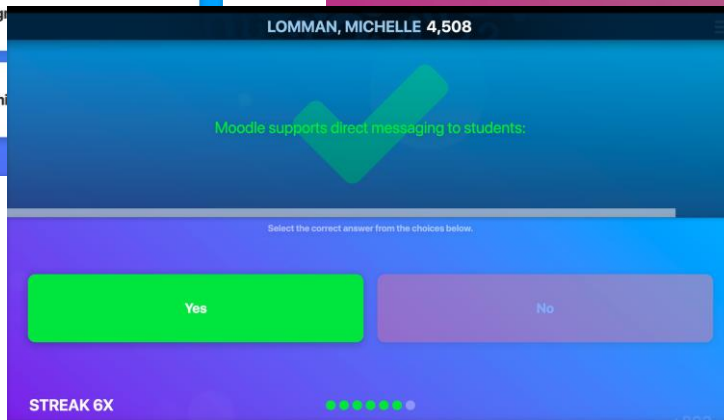 LOMMAN, MICHELLE 4,508
Moodle supports direct messaging to students:
Select the correct answer from the choices below.
Yes
No
STREAK 6X